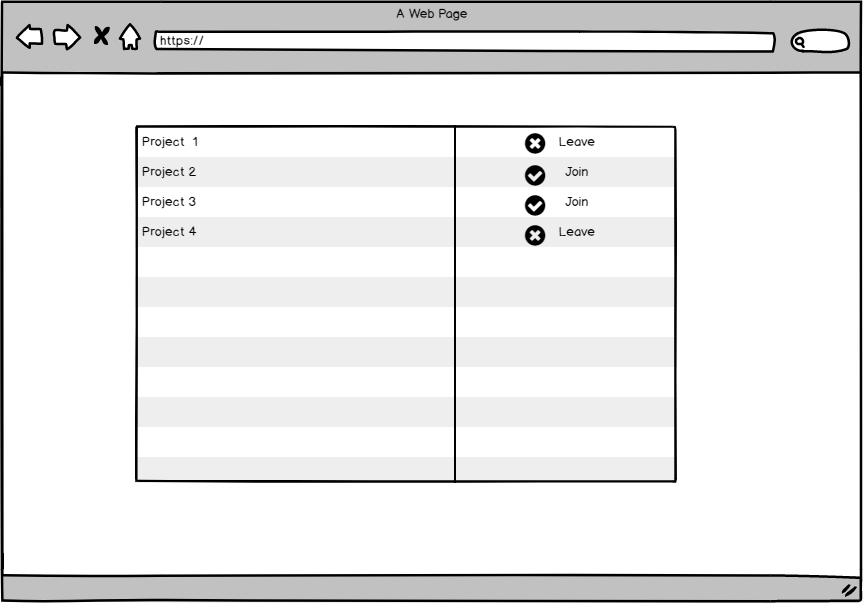 A Web Page
https://
Project 1 Leave
Project 2 Join
Project 3 Join
Project 4 Leave